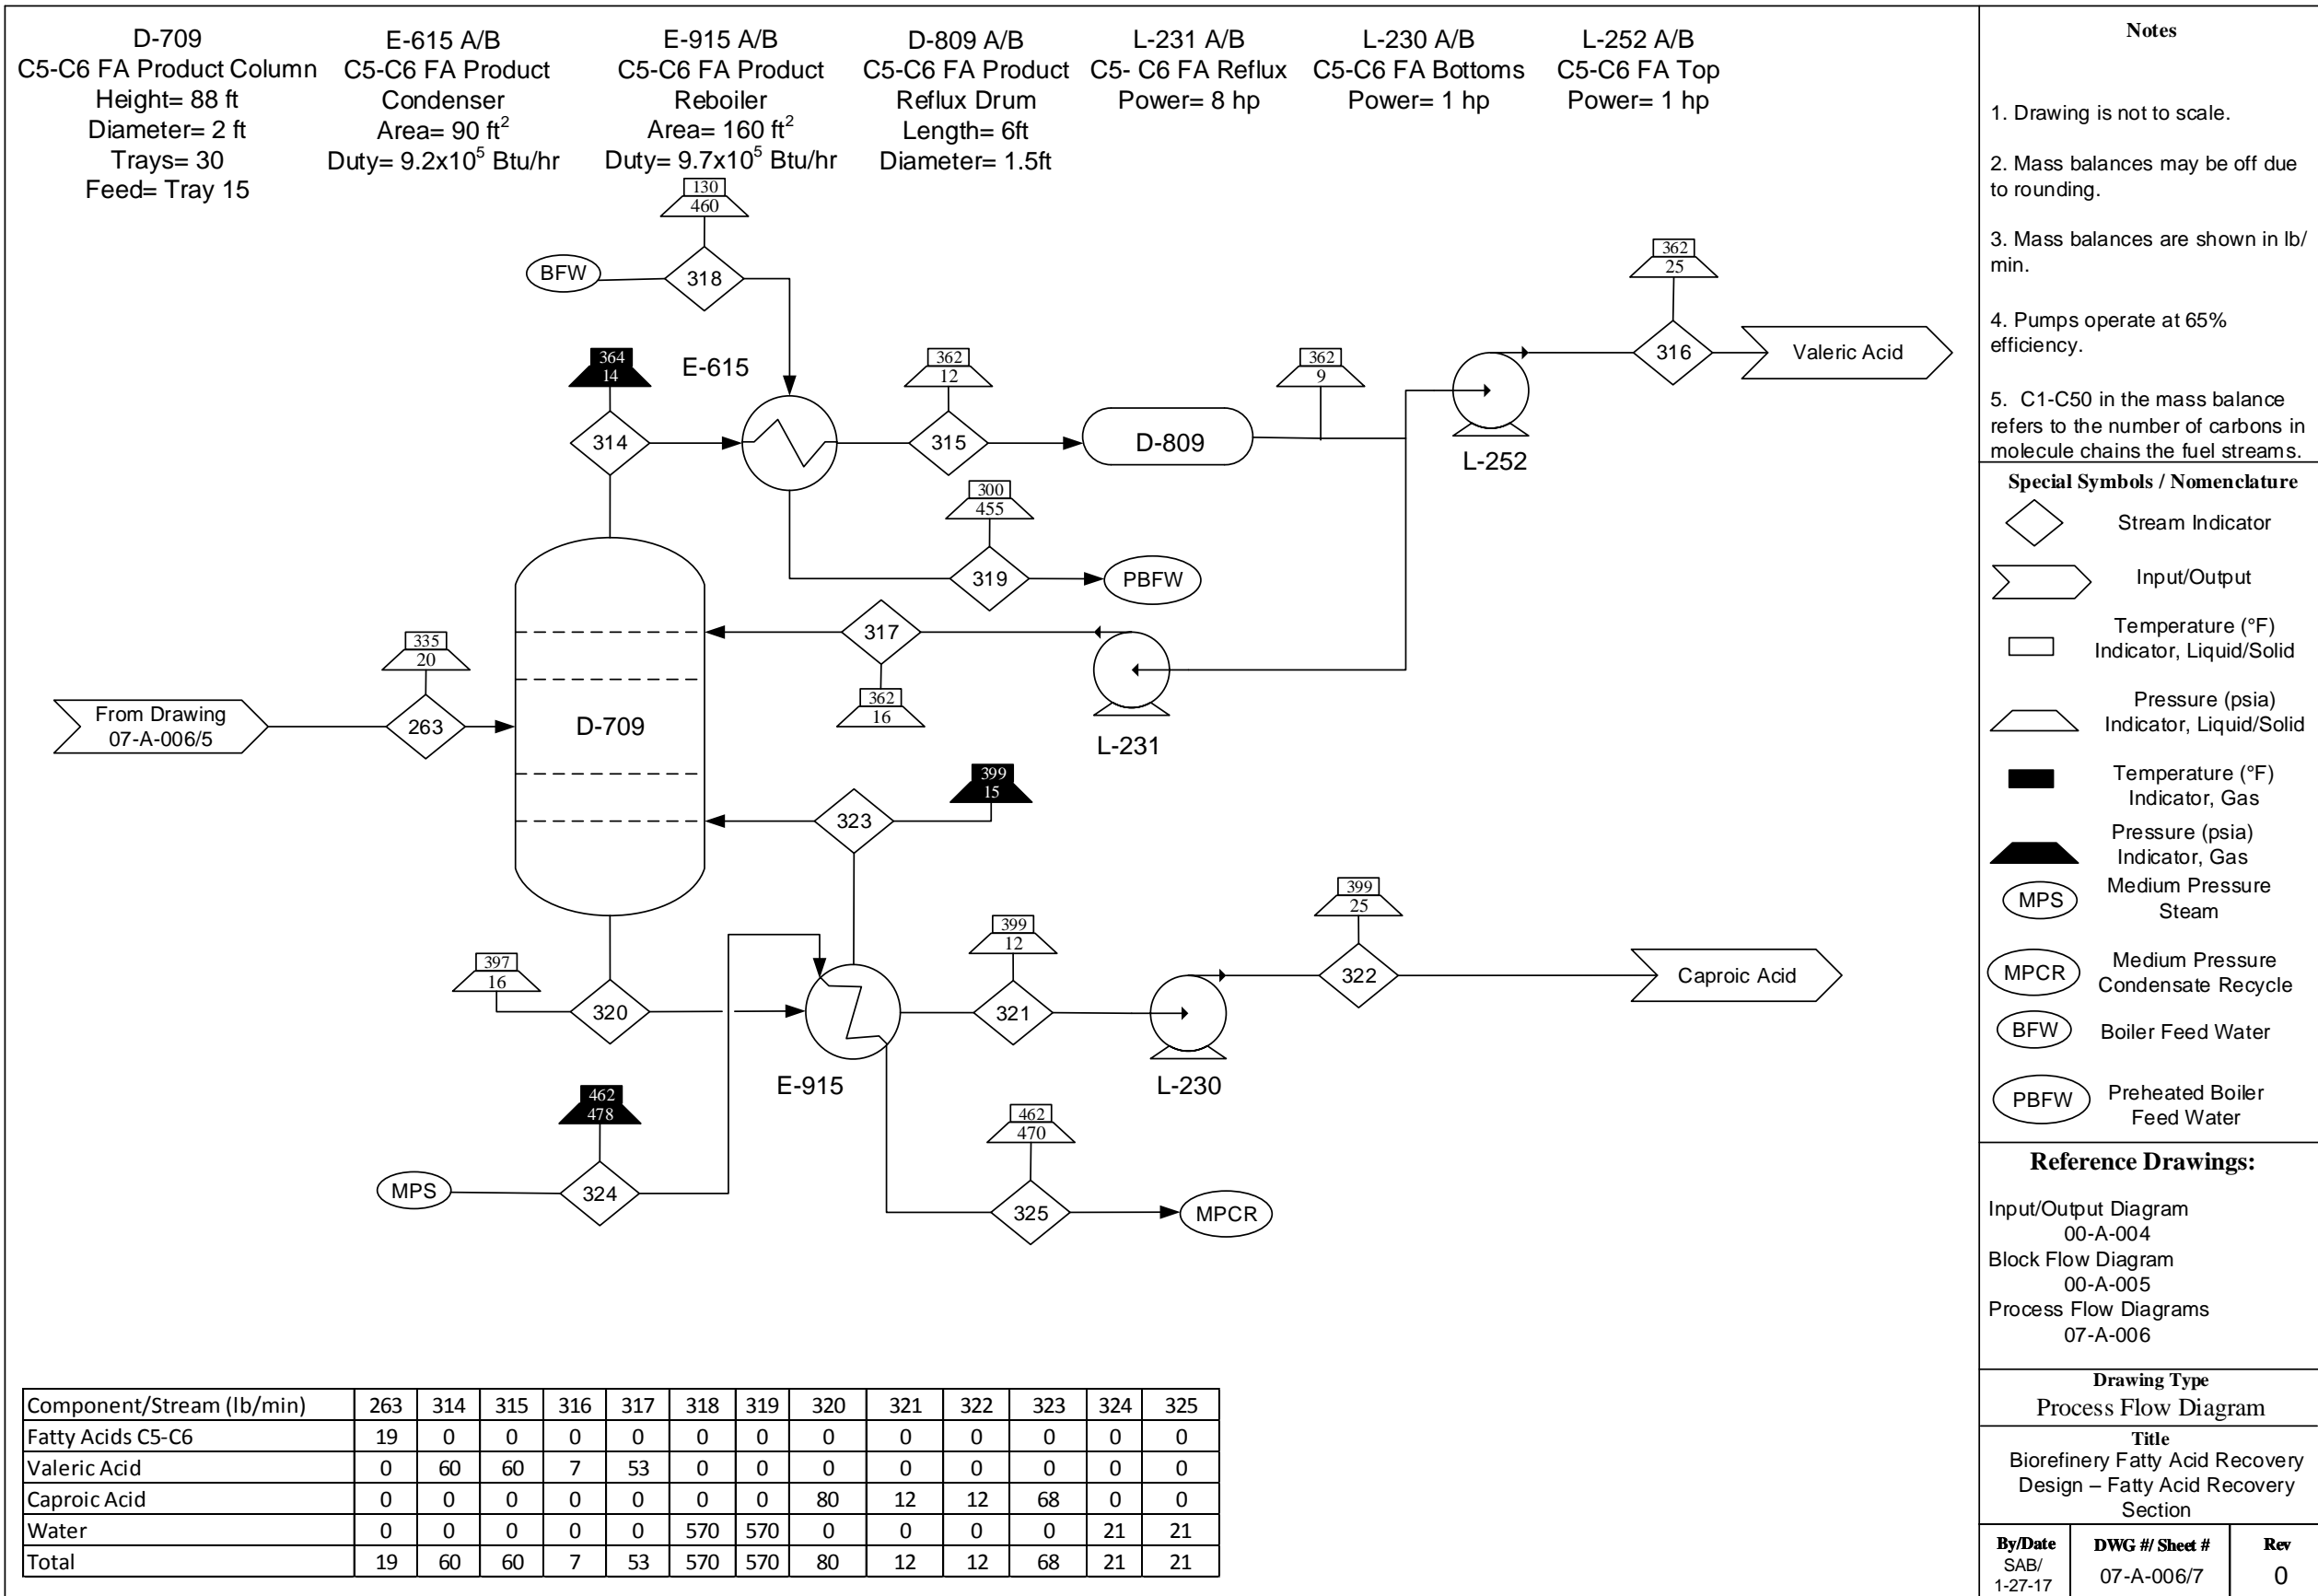 D-709
C5-C6 FA Product Column
Height= 88 ft
Diameter= 2 ft
Trays= 30
Feed= Tray 15
E-615 A/B
C5-C6 FA Product
Condenser
Area= 90 ft²
Duty= 9.2x10⁵ Btu/hr
E-915 A/B
C5-C6 FA Product
Reboiler
Area= 160 ft²
Duty= 9.7x10⁵ Btu/hr
D-809 A/B
C5-C6 FA Product
Reflux Drum
Length= 6ft
Diameter= 1.5ft
L-231 A/B
C5- C6 FA Reflux
Power= 8 hp
L-230 A/B
C5-C6 FA Bottoms
Power= 1 hp
L-252 A/B
C5-C6 FA Top
Power= 1 hp
130
460
BFW
318
362
25
316
Valeric Acid
364
14
E-615
362
12
362
9
314
315
D-809
L-252
300
455
319
PBFW
317
335
20
362
16
From Drawing
07-A-006/5
263
D-709
L-231
399
15
323
399
25
397
16
399
12
322
Caproic Acid
320
321
E-915
L-230
462
478
462
470
MPS
324
325
MPCR
Component/Stream (lb/min) 263 314 315 316 317 318 319 320 321 322 323 324 325
Fatty Acids C5-C6 19 0 0 0 0 0 0 0 0 0 0 0 0
Valeric Acid 0 60 60 7 53 0 0 0 0 0 0 0 0
Caproic Acid 0 0 0 0 0 0 0 80 12 12 68 0 0
Water 0 0 0 0 0 570 570 0 0 0 0 21 21
Total 19 60 60 7 53 570 570 80 12 12 68 21 21
Notes
1. Drawing is not to scale.
2. Mass balances may be off due
to rounding.
3. Mass balances are shown in lb/
min.
4. Pumps operate at 65%
efficiency.
5. C1-C50 in the mass balance
refers to the number of carbons in
molecule chains the fuel streams.
Special Symbols / Nomenclature
Stream Indicator
Input/Output
Temperature (°F)
Indicator, Liquid/Solid
Pressure (psia)
Indicator, Liquid/Solid
Temperature (°F)
Indicator, Gas
Pressure (psia)
Indicator, Gas
MPS
Medium Pressure
Steam
MPCR
Medium Pressure
Condensate Recycle
BFW
Boiler Feed Water
PBFW
Preheated Boiler
Feed Water
Reference Drawings:
Input/Output Diagram
00-A-004
Block Flow Diagram
00-A-005
Process Flow Diagrams
07-A-006
Drawing Type
Process Flow Diagram
Title
Biorefinery Fatty Acid Recovery
Design – Fatty Acid Recovery
Section
By/Date
SAB/
1-27-17
DWG #/ Sheet #
07-A-006/7
Rev
0